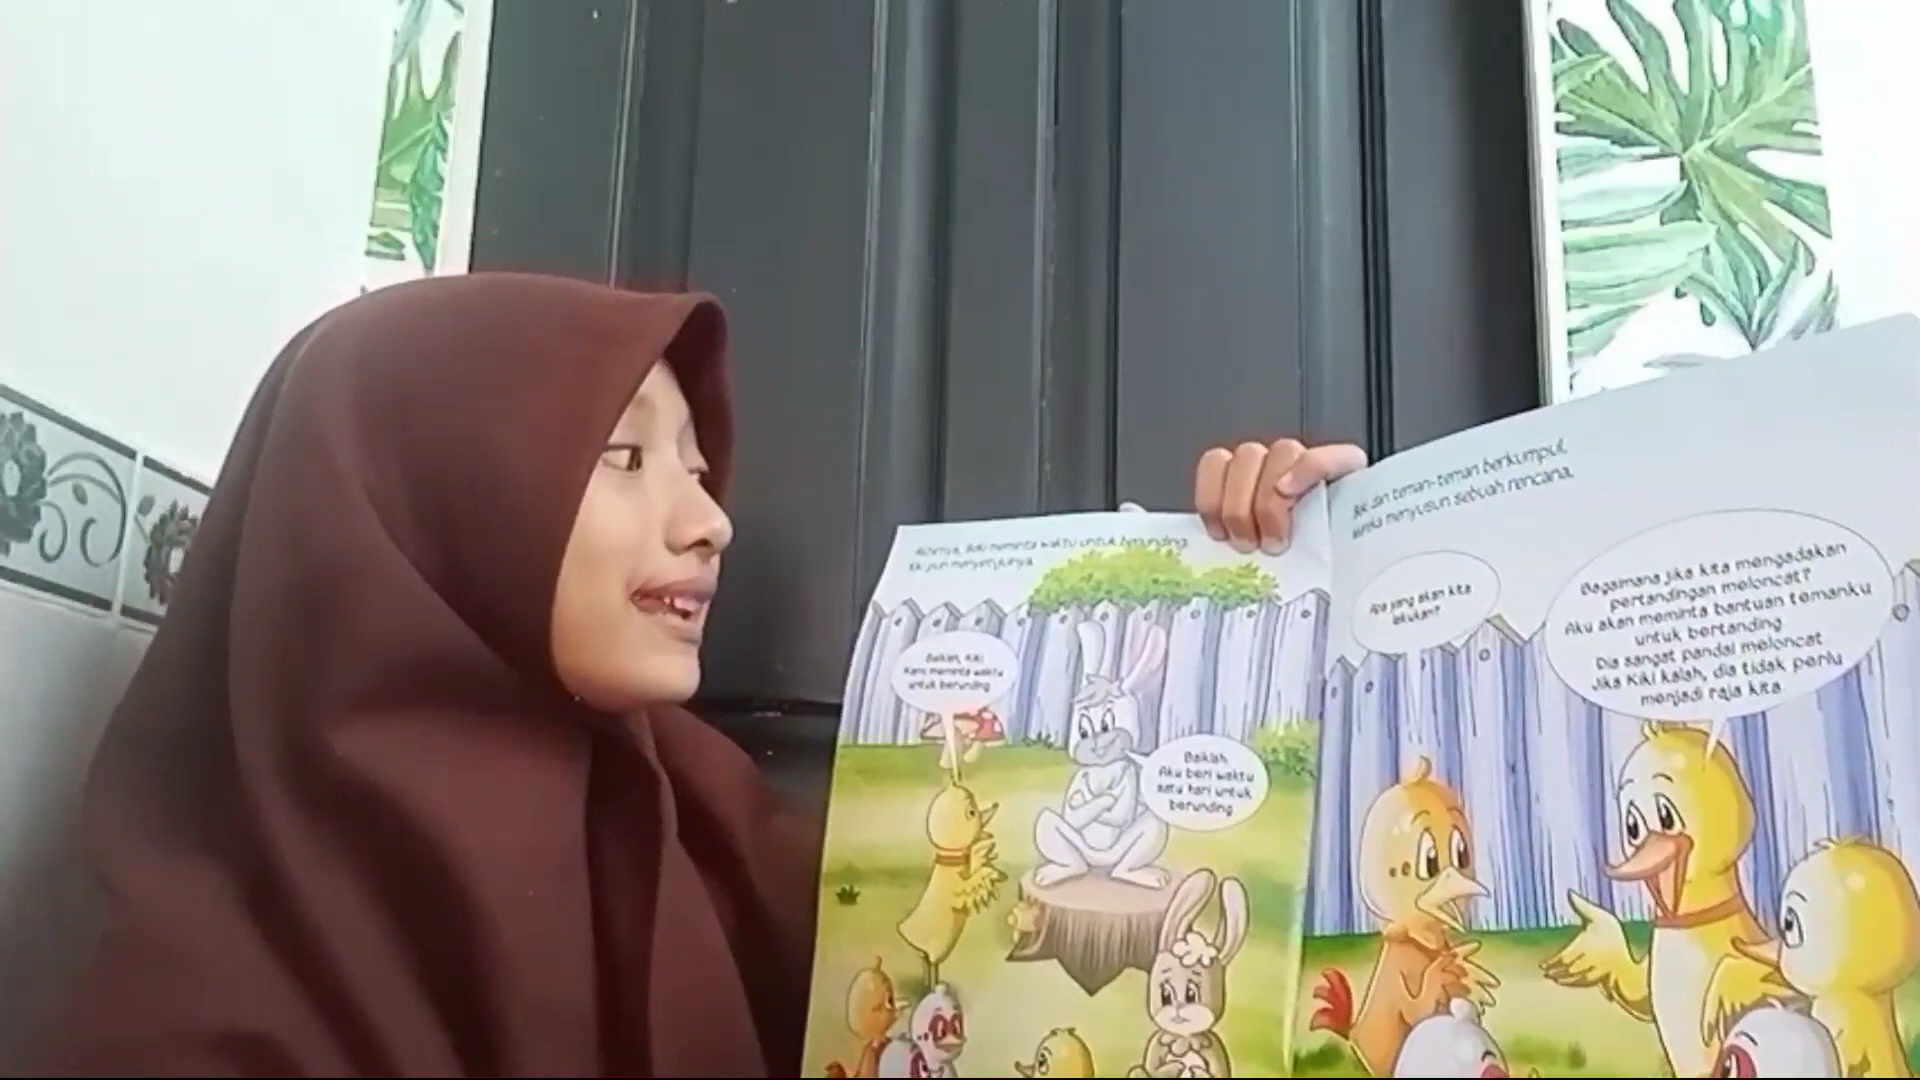 Akhirnya, Beki meminta waktu untuk berunding.
Kiki pun menyetujuinya.
Baiklah, Kiki.
Kami meminta waktu
untuk berunding.
Baiklah.
Aku beri waktu
satu hari untuk
berunding.
dan teman-teman berkumpul,
mereka menyusun sebuah rencana,
Apa yang akan kita
lakukan?
Bagaimana jika kita mengadakan
pertandingan meloncat?
Aku akan meminta bantuan temanku
untuk bertanding.
Dia sangat pandai meloncat.
Jika Kiki kalah, dia tidak perlu
menjadi raja kita.